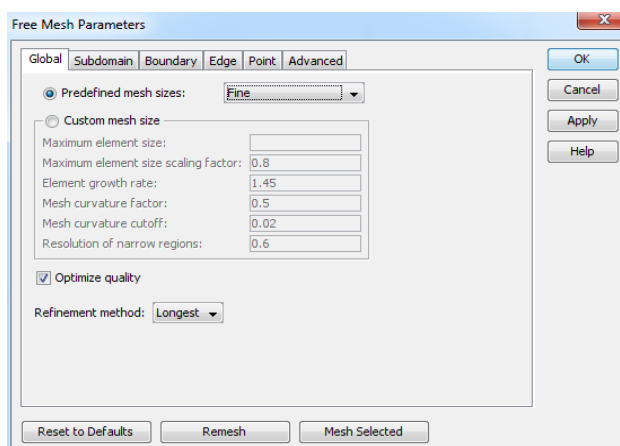 Free Mesh Parameters
Global Subdomain Boundary Edge Point Advanced
OK
Cancel
Apply
Help
Predefined mesh sizes: Fine
Custom mesh size
Maximum element size:
Maximum element size scaling factor: 0.8
Element growth rate: 1.45
Mesh curvature factor: 0.5
Mesh curvature cutoff: 0.02
Resolution of narrow regions: 0.6
Optimize quality
Refinement method: Longest
Reset to Defaults Remesh Mesh Selected